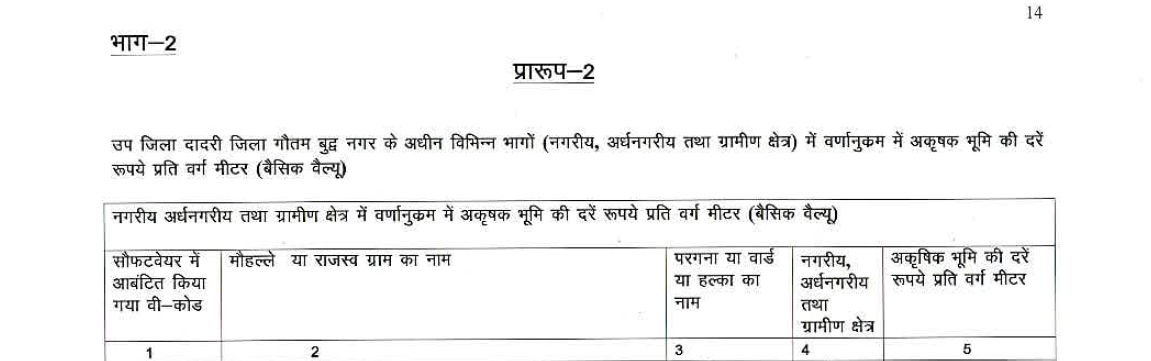 14
भाग–2
प्रारूप–2
उप जिला दादरी जिला गौतम बुद्व नगर के अधीन विभिन्न भागों (नगरीय, अर्धनगरीय तथा ग्रामीण क्षेत्र) में वर्णानुकम में अकृषक भूमि की दरें
रूपये प्रति वर्ग मीटर (बैसिक वैल्यू)
नगरीय अर्धनगरीय तथा ग्रामीण क्षेत्र में वर्णानुकम में अकृषक भूमि की दरें रूपये प्रति वर्ग मीटर (बैसिक वैल्यू)
सौफटवेयर में
आबंटित किया
गया वी–कोड
मौहल्ले या राजस्व ग्राम का नाम
परगना या वार्ड
या हल्का का
नाम
नगरीय,
अर्धनगरीय
तथा
ग्रामीण क्षेत्र
अकृषिक भूमि की दरें
रूपये प्रति वर्ग मीटर
1 2 3 4 5